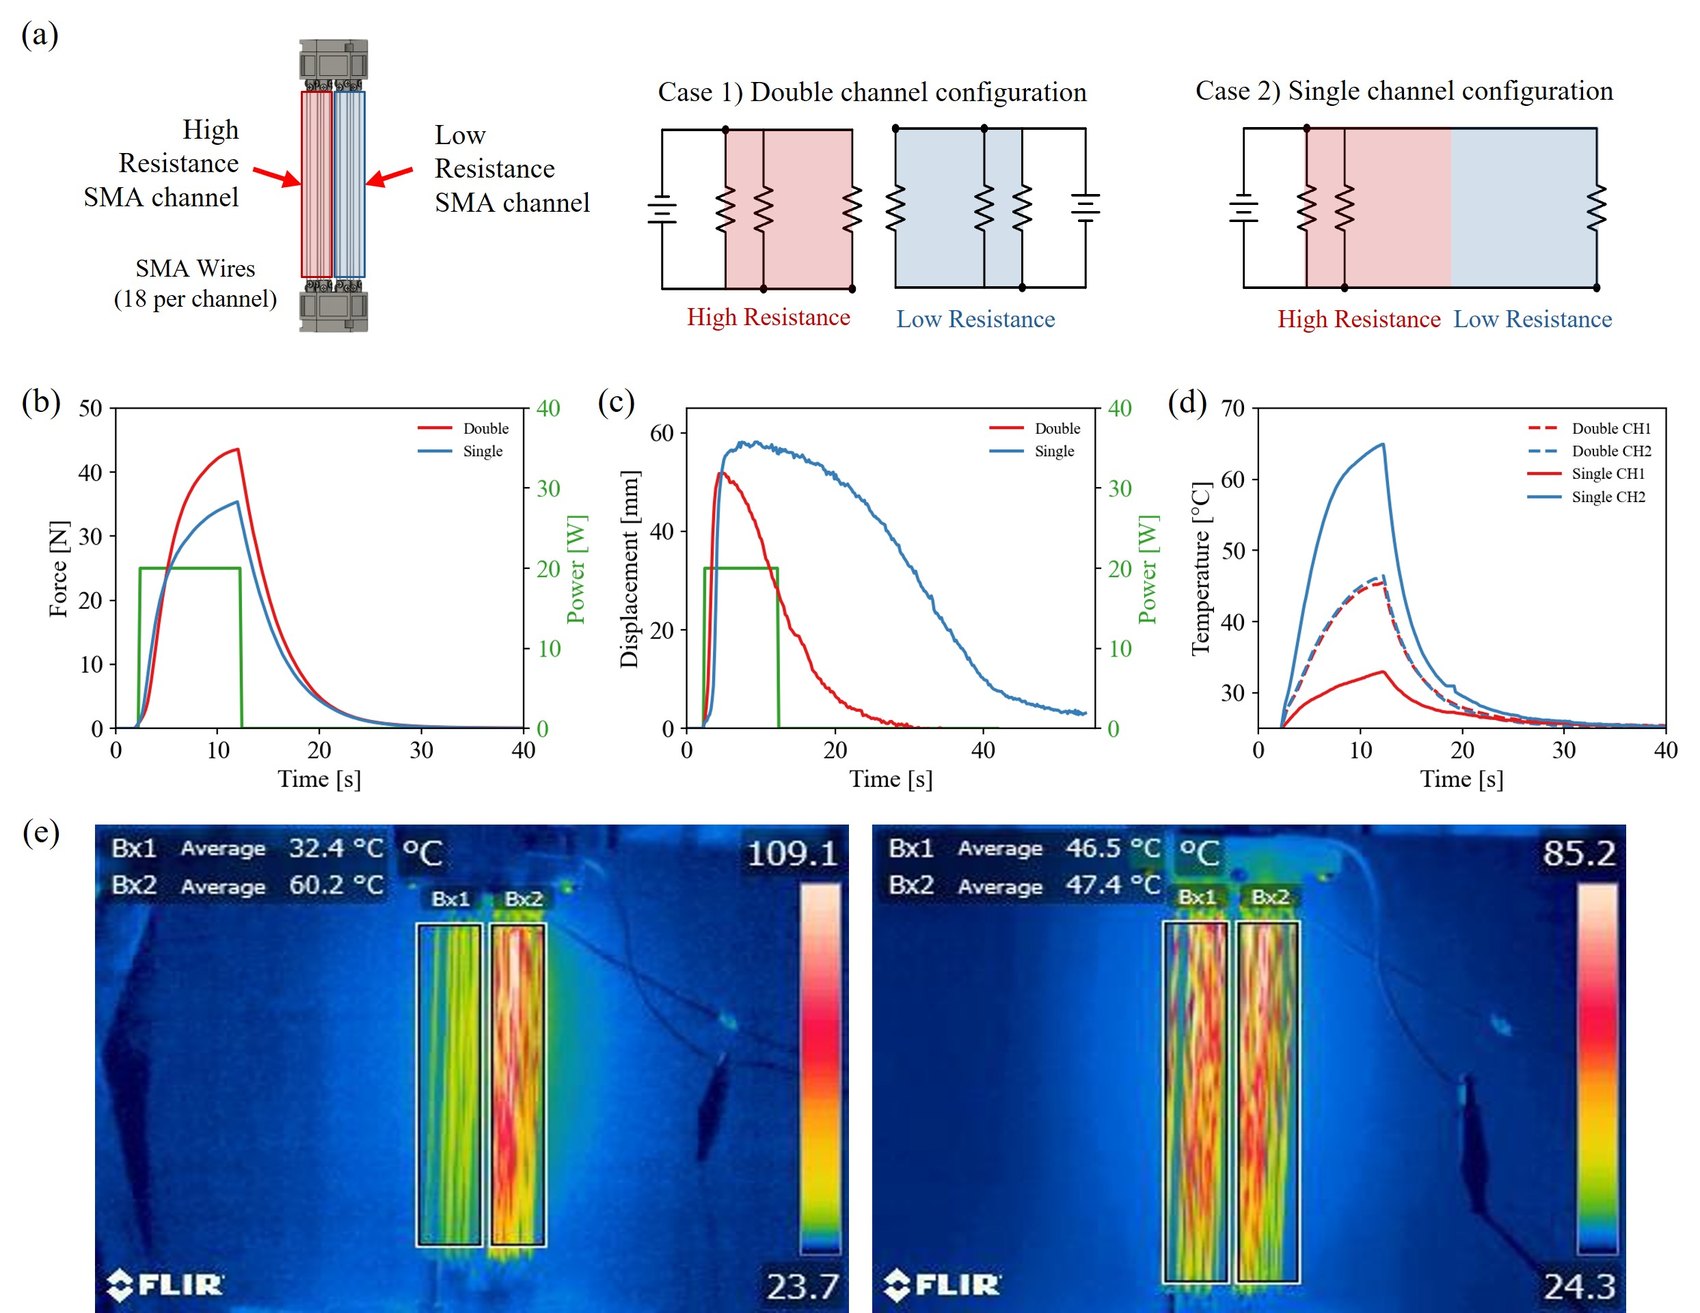 (a)
High
Resistance
SMA channel
Low
Resistance
SMA channel
SMA Wires
(18 per channel)
Case 1) Double channel configuration
High Resistance
Low Resistance
Case 2) Single channel configuration
High Resistance
Low Resistance
(b)
50
40
30
20
10
0
Force [N]
0
10
20
30
40
Time [s]
40
30
20
10
0
Power [W]
Double
Single
(c)
60
40
20
0
Displacement [mm]
0
20
40
Time [s]
40
30
20
10
0
Power [W]
Double
Single
(d)
70
60
50
40
30
Temperature [°C]
0
10
20
30
40
Time [s]
Double CH1
Double CH2
Single CH1
Single CH2
(e)
Bx1 Average 32.4 °C
Bx2 Average 60.2 °C
°C
109.1
Bx1
Bx2
FLIR
23.7
Bx1 Average 46.5 °C
Bx2 Average 47.4 °C
°C
85.2
Bx1
Bx2
FLIR
24.3